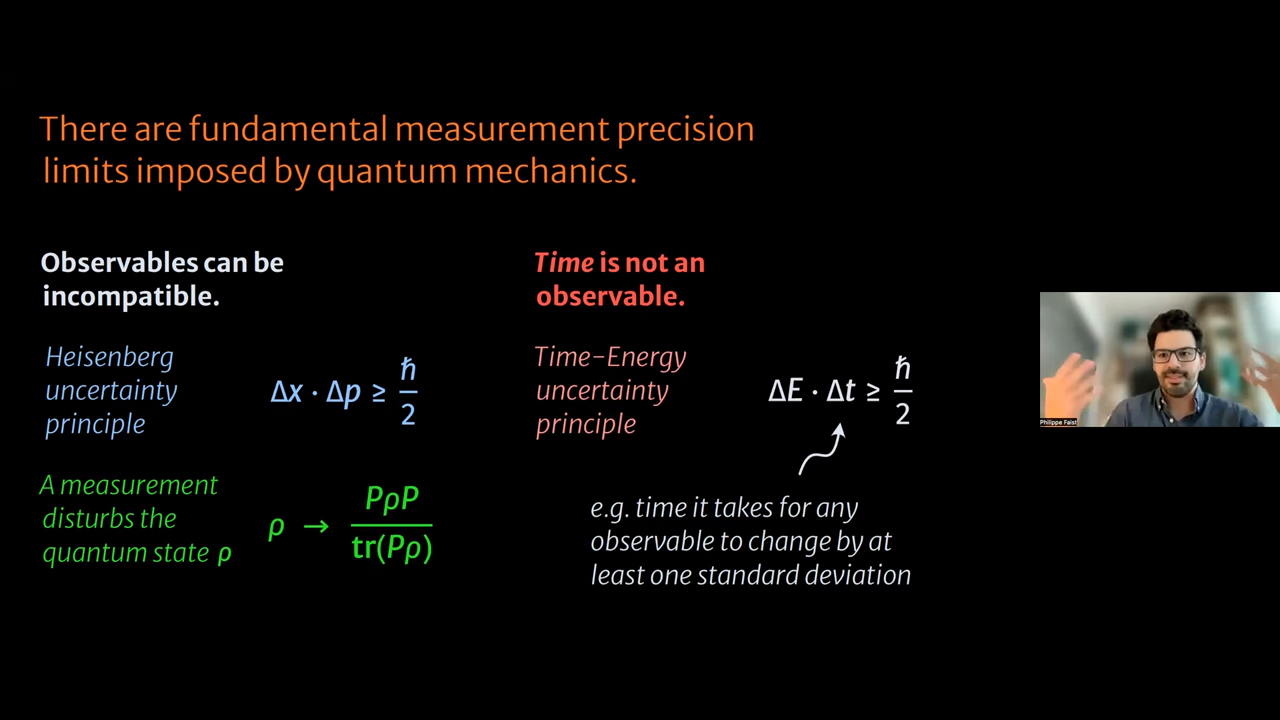 There are fundamental measurement precision
limits imposed by quantum mechanics.
Observables can be
incompatible.
Heisenberg
uncertainty
principle
Δx · Δp ≥ ħ/2
A measurement
disturbs the
quantum state ρ
ρ → PρP/tr(Pρ)
Time is not an
observable.
Time–Energy
uncertainty
principle
ΔE · Δt ≥ ħ/2
e.g. time it takes for any
observable to change by at
least one standard deviation
Philippe Faist